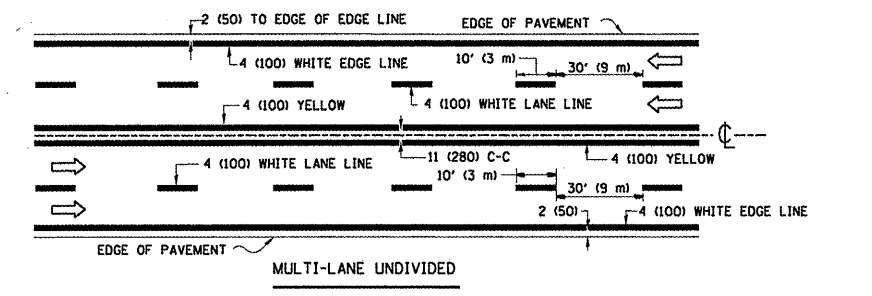 2 (50) TO EDGE OF EDGE LINE
EDGE OF PAVEMENT
4 (100) WHITE EDGE LINE
10' (3 m)
30' (9 m)
4 (100) YELLOW
4 (100) WHITE LANE LINE
℄
4 (100) WHITE LANE LINE
11 (280) C-C
4 (100) YELLOW
10' (3 m)
30' (9 m)
2 (50)
4 (100) WHITE EDGE LINE
EDGE OF PAVEMENT
MULTI-LANE UNDIVIDED